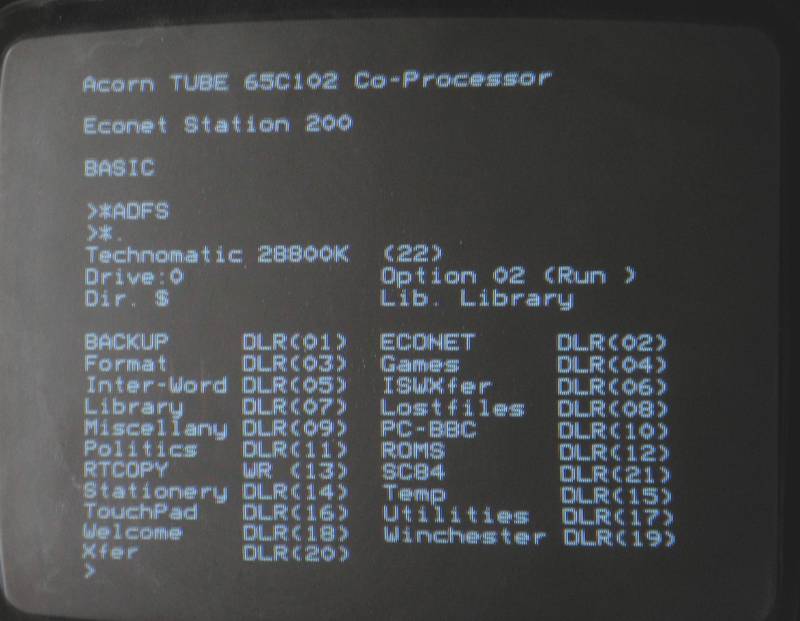 Acorn TUBE 65C102 Co-Processor
Econet Station 200
BASIC
>*ADFS
>*.
Technomatic 28800K (22)
Drive:0 Option 02 (Run )
Dir. $ Lib. Library
BACKUP DLR(01) ECONET DLR(02)
Format DLR(03) Games DLR(04)
Inter-Word DLR(05) ISWXfer DLR(06)
Library DLR(07) Lostfiles DLR(08)
Miscellany DLR(09) PC-BBC DLR(10)
Politics DLR(11) ROMS DLR(12)
RTCOPY WR (13) SC84 DLR(21)
Stationery DLR(14) Temp DLR(15)
TouchPad DLR(16) Utilities DLR(17)
Welcome DLR(18) Winchester DLR(19)
Xfer DLR(20)
>